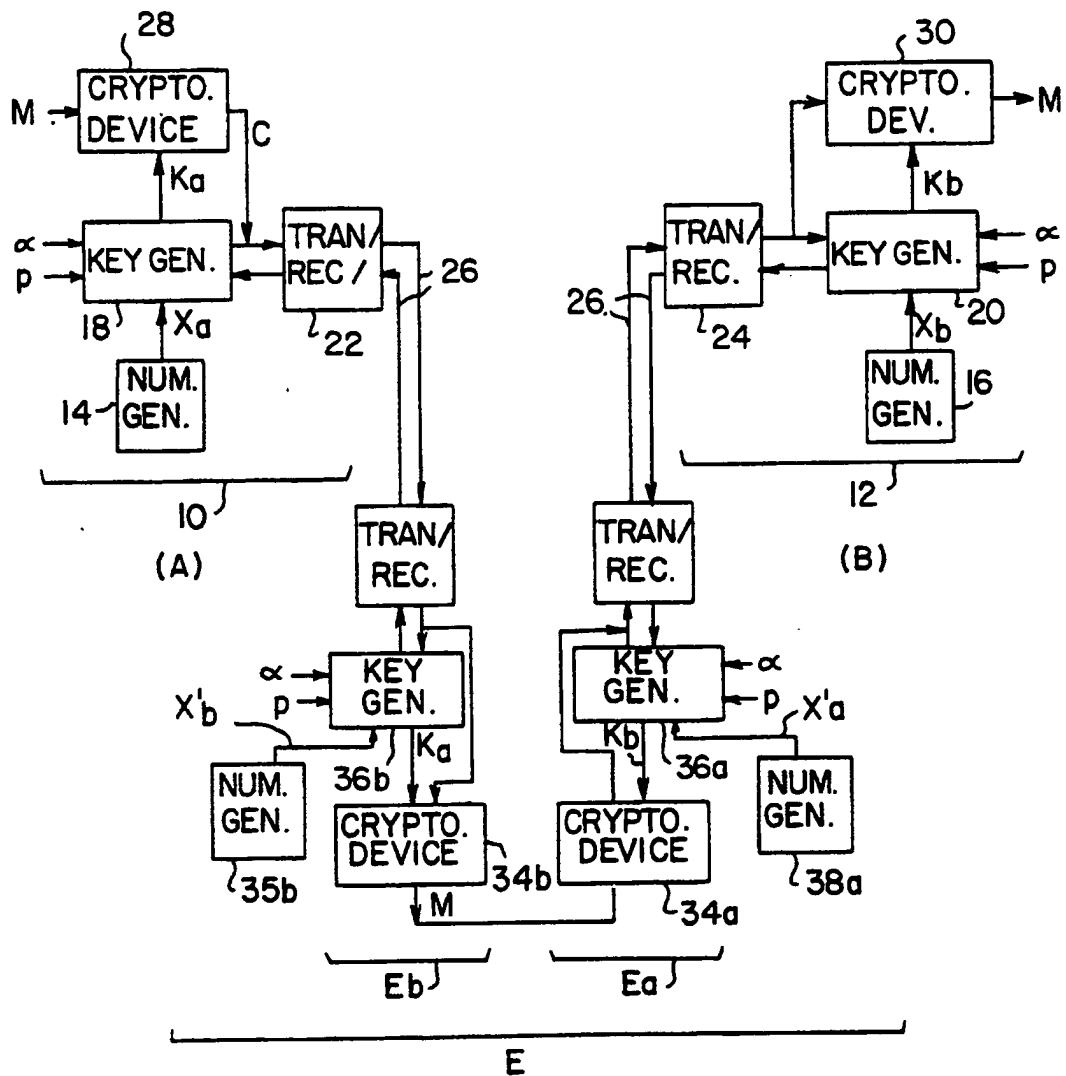 28
CRYPTO.
DEVICE
M
C
Ka
α
p
KEY GEN.
18
Xa
TRAN/
REC/
22
26
NUM.
GEN.
14
10
(A)
30
CRYPTO.
DEV.
M
Kb
TRAN/
REC.
24
26
KEY GEN.
α
p
20
Xb
NUM.
GEN.
16
12
(B)
TRAN/
REC.
α
p
KEY
GEN.
36b
X'b
Ka
NUM.
GEN.
35b
CRYPTO.
DEVICE
34b
M
Eb
TRAN/
REC.
KEY
GEN.
α
p
X'a
Kb
36a
NUM.
GEN.
38a
CRYPTO.
DEVICE
34a
Ea
E